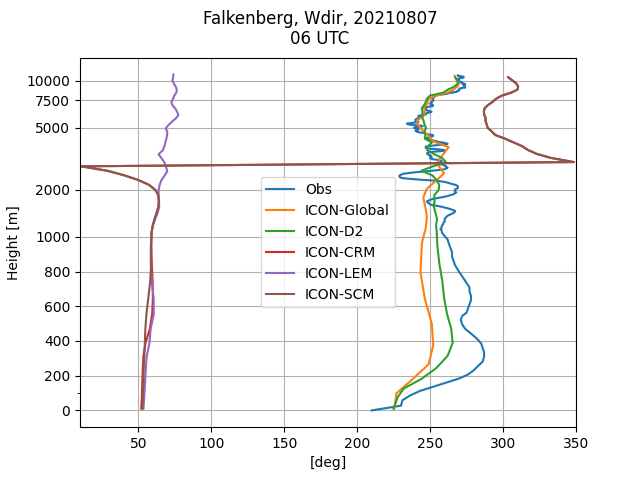 Falkenberg, Wdir, 20210807
06 UTC
Height [m]
10000
7500
5000
2000
1000
800
600
400
200
0
Obs
ICON-Global
ICON-D2
ICON-CRM
ICON-LEM
ICON-SCM
50 100 150 200 250 300 350
[deg]